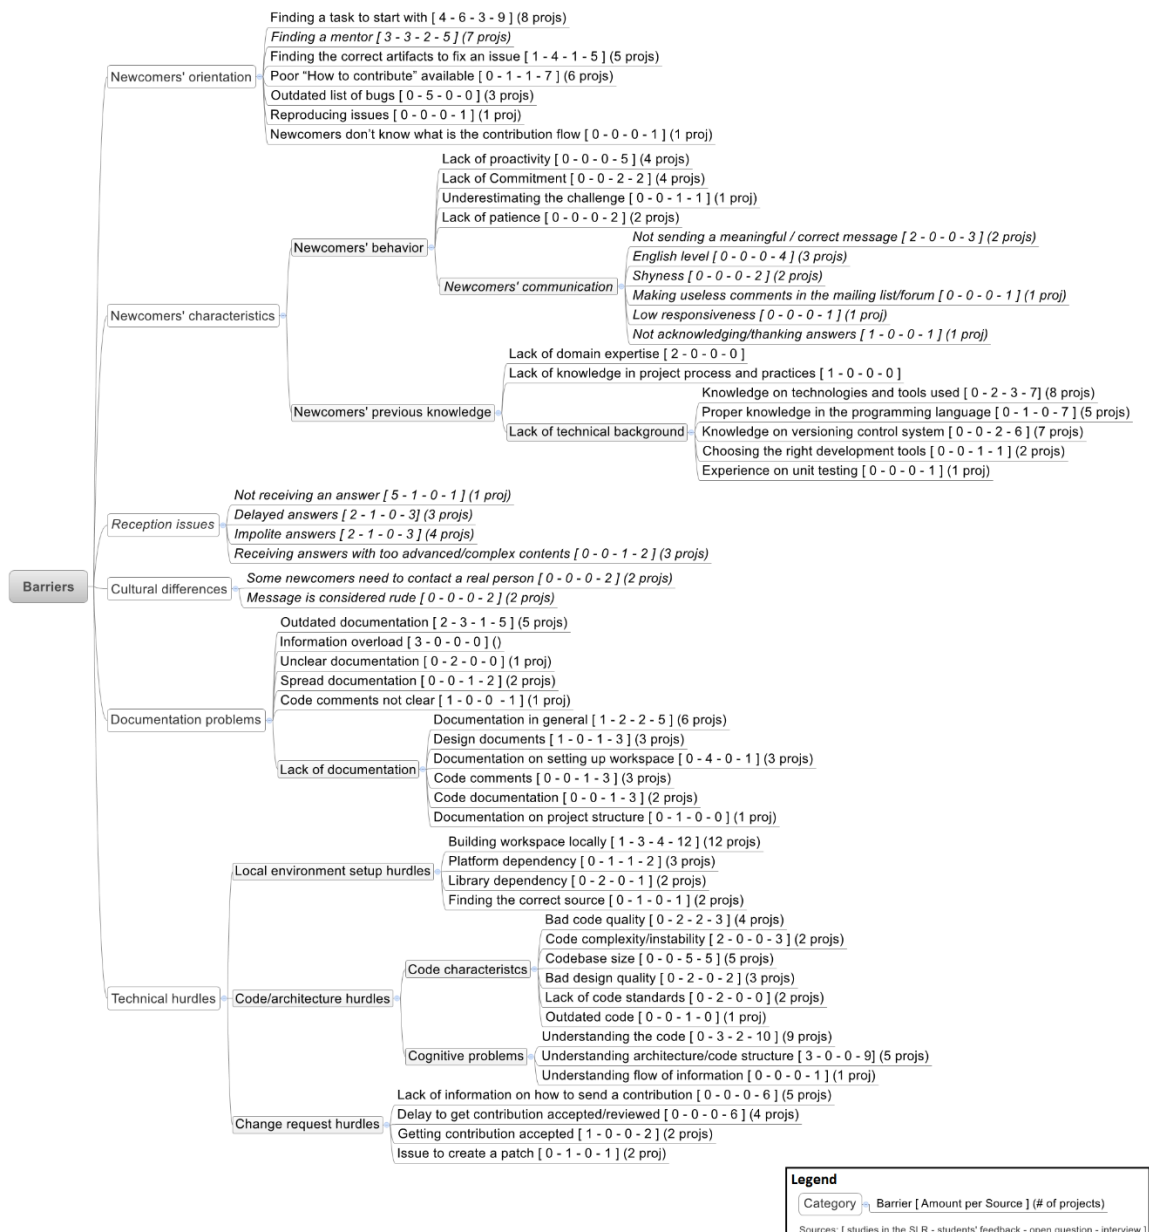 Finding a task to start with [ 4 - 6 - 3 - 9 ] (8 projs)
Finding a mentor [ 3 - 3 - 2 - 5 ] (7 projs)
Finding the correct artifacts to fix an issue [ 1 - 4 - 1 - 5 ] (5 projs)
Newcomers' orientation
Poor “How to contribute” available [ 0 - 1 - 1 - 7 ] (6 projs)
Outdated list of bugs [ 0 - 5 - 0 - 0 ] (3 projs)
Reproducing issues [ 0 - 0 - 0 - 1 ] (1 proj)
Newcomers don’t know what is the contribution flow [ 0 - 0 - 0 - 1 ] (1 proj)
Lack of proactivity [ 0 - 0 - 0 - 5 ] (4 projs)
Lack of Commitment [ 0 - 0 - 2 - 2 ] (4 projs)
Underestimating the challenge [ 0 - 0 - 1 - 1 ] (1 proj)
Lack of patience [ 0 - 0 - 0 - 2 ] (2 projs)
Newcomers' behavior
Not sending a meaningful / correct message [ 2 - 0 - 0 - 3 ] (2 projs)
English level [ 0 - 0 - 0 - 4 ] (3 projs)
Shyness [ 0 - 0 - 0 - 2 ] (2 projs)
Newcomers' communication
Making useless comments in the mailing list/forum [ 0 - 0 - 0 - 1 ] (1 proj)
Low responsiveness [ 0 - 0 - 0 - 1 ] (1 proj)
Not acknowledging/thanking answers [ 1 - 0 - 0 - 1 ] (1 proj)
Newcomers' characteristics
Lack of domain expertise [ 2 - 0 - 0 - 0 ]
Lack of knowledge in project process and practices [ 1 - 0 - 0 - 0 ]
Newcomers' previous knowledge
Knowledge on technologies and tools used [ 0 - 2 - 3 - 7] (8 projs)
Proper knowledge in the programming language [ 0 - 1 - 0 - 7 ] (5 projs)
Lack of technical background
Knowledge on versioning control system [ 0 - 0 - 2 - 6 ] (7 projs)
Choosing the right development tools [ 0 - 0 - 1 - 1 ] (2 projs)
Experience on unit testing [ 0 - 0 - 0 - 1 ] (1 proj)
Not receiving an answer [ 5 - 1 - 0 - 1 ] (1 proj)
Delayed answers [ 2 - 1 - 0 - 3] (3 projs)
Reception issues
Impolite answers [ 2 - 1 - 0 - 3 ] (4 projs)
Receiving answers with too advanced/complex contents [ 0 - 0 - 1 - 2 ] (3 projs)
Barriers
Cultural differences
Some newcomers need to contact a real person [ 0 - 0 - 0 - 2 ] (2 projs)
Message is considered rude [ 0 - 0 - 0 - 2 ] (2 projs)
Outdated documentation [ 2 - 3 - 1 - 5 ] (5 projs)
Information overload [ 3 - 0 - 0 - 0 ] ()
Unclear documentation [ 0 - 2 - 0 - 0 ] (1 proj)
Spread documentation [ 0 - 0 - 1 - 2 ] (2 projs)
Code comments not clear [ 1 - 0 - 0  - 1 ] (1 proj)
Documentation problems
Documentation in general [ 1 - 2 - 2 - 5 ] (6 projs)
Design documents [ 1 - 0 - 1 - 3 ] (3 projs)
Documentation on setting up workspace [ 0 - 4 - 0 - 1 ] (3 projs)
Lack of documentation
Code comments [ 0 - 0 - 1 - 3 ] (3 projs)
Code documentation [ 0 - 0 - 1 - 3 ] (2 projs)
Documentation on project structure [ 0 - 1 - 0 - 0 ] (1 proj)
Building workspace locally [ 1 - 3 - 4 - 12 ] (12 projs)
Platform dependency [ 0 - 1 - 1 - 2 ] (3 projs)
Local environment setup hurdles
Library dependency [ 0 - 2 - 0 - 1 ] (2 projs)
Finding the correct source [ 0 - 1 - 0 - 1 ] (2 projs)
Bad code quality [ 0 - 2 - 2 - 3 ] (4 projs)
Code complexity/instability [ 2 - 0 - 0 - 3 ] (2 projs)
Codebase size [ 0 - 0 - 5 - 5 ] (5 projs)
Code characteristcs
Bad design quality [ 0 - 2 - 0 - 2 ] (3 projs)
Lack of code standards [ 0 - 2 - 0 - 0 ] (2 projs)
Outdated code [ 0 - 0 - 1 - 0 ] (1 proj)
Technical hurdles
Code/architecture hurdles
Understanding the code [ 0 - 3 - 2 - 10 ] (9 projs)
Cognitive problems
Understanding architecture/code structure [ 3 - 0 - 0 - 9] (5 projs)
Understanding flow of information [ 0 - 0 - 0 - 1 ] (1 proj)
Lack of information on how to send a contribution [ 0 - 0 - 0 - 6 ] (5 projs)
Delay to get contribution accepted/reviewed [ 0 - 0 - 0 - 6 ] (4 projs)
Change request hurdles
Getting contribution accepted [ 1 - 0 - 0 - 2 ] (2 projs)
Issue to create a patch [ 0 - 1 - 0 - 1 ] (2 proj)
Legend
Category
Barrier [ Amount per Source ] (# of projects)
Sources: [ studies in the SLR - students' feedback - open question - interview ]